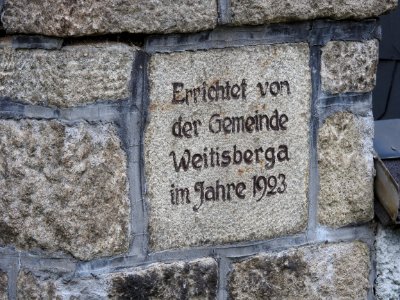 Errichtet von
der Gemeinde
Weitisberga
im Jahre 1923